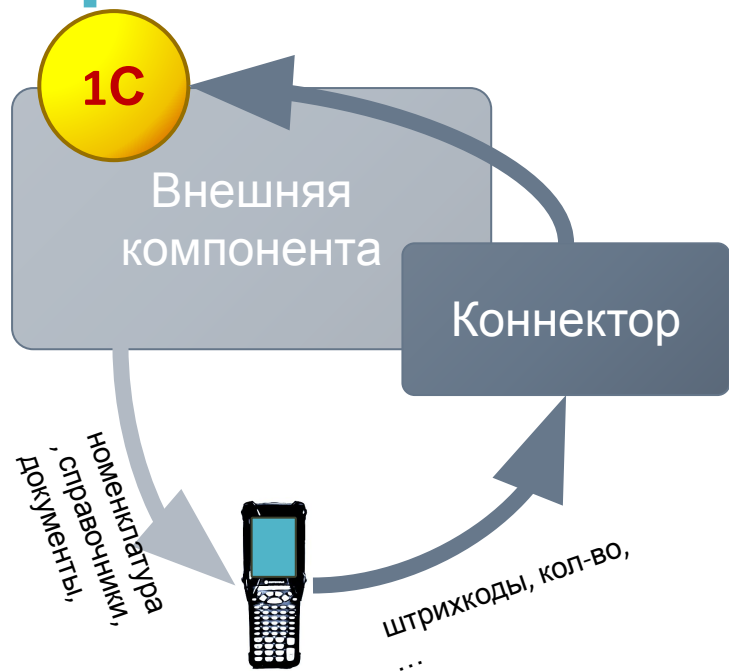 1С
Внешняя
компонента
Коннектор
номенклатура
, справочники,
документы,
штрихкоды, кол-во,
...